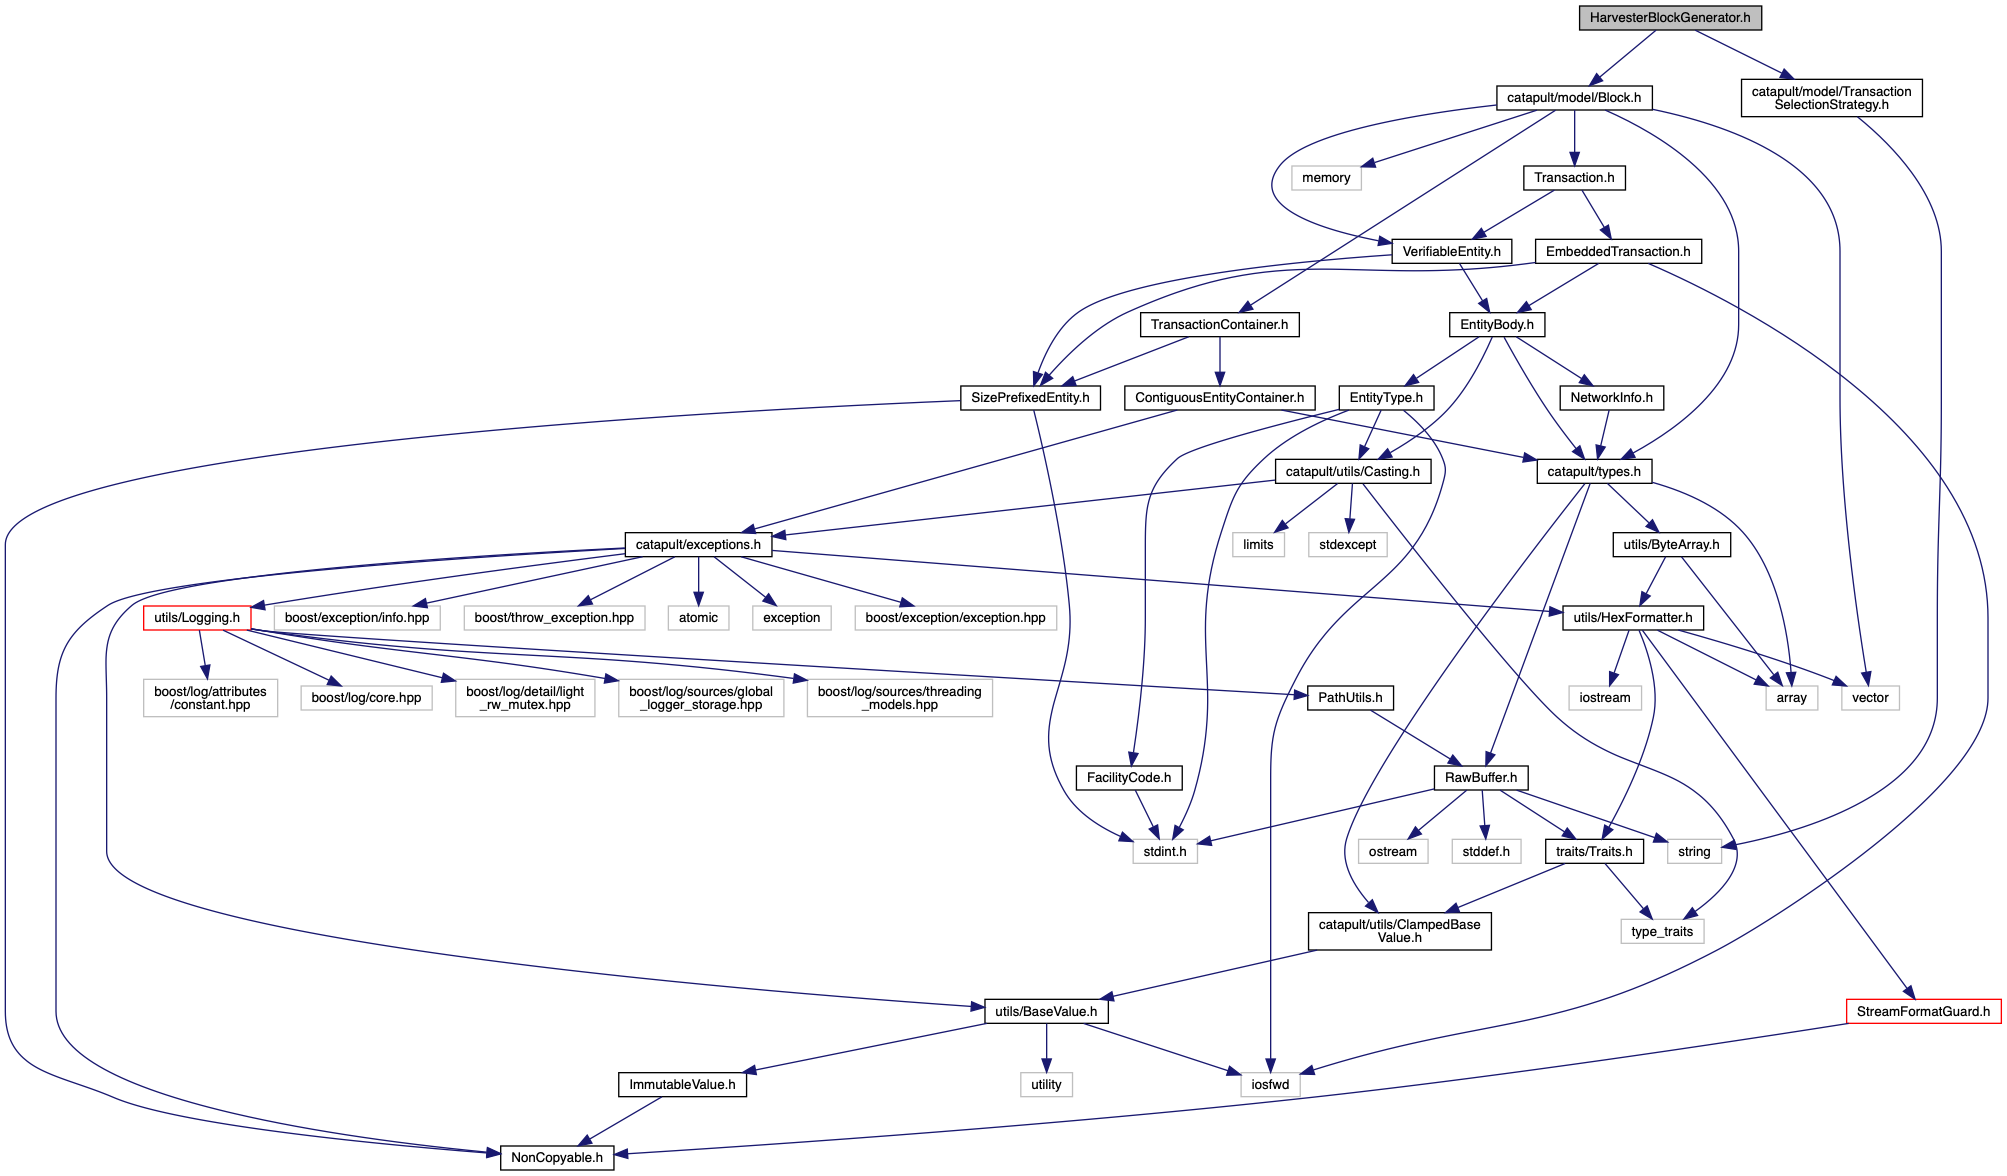 HarvesterBlockGenerator.h
catapult/model/Block.h
catapult/model/Transaction
SelectionStrategy.h
memory
Transaction.h
VerifiableEntity.h
EmbeddedTransaction.h
TransactionContainer.h
EntityBody.h
SizePrefixedEntity.h
ContiguousEntityContainer.h
EntityType.h
NetworkInfo.h
catapult/utils/Casting.h
catapult/types.h
catapult/exceptions.h
limits
stdexcept
utils/ByteArray.h
utils/Logging.h
boost/exception/info.hpp
boost/throw_exception.hpp
atomic
exception
boost/exception/exception.hpp
utils/HexFormatter.h
boost/log/attributes
/constant.hpp
boost/log/core.hpp
boost/log/detail/light
_rw_mutex.hpp
boost/log/sources/global
_logger_storage.hpp
boost/log/sources/threading
_models.hpp
PathUtils.h
iostream
array
vector
FacilityCode.h
RawBuffer.h
stdint.h
ostream
stddef.h
traits/Traits.h
string
catapult/utils/ClampedBase
Value.h
type_traits
utils/BaseValue.h
StreamFormatGuard.h
ImmutableValue.h
utility
iosfwd
NonCopyable.h